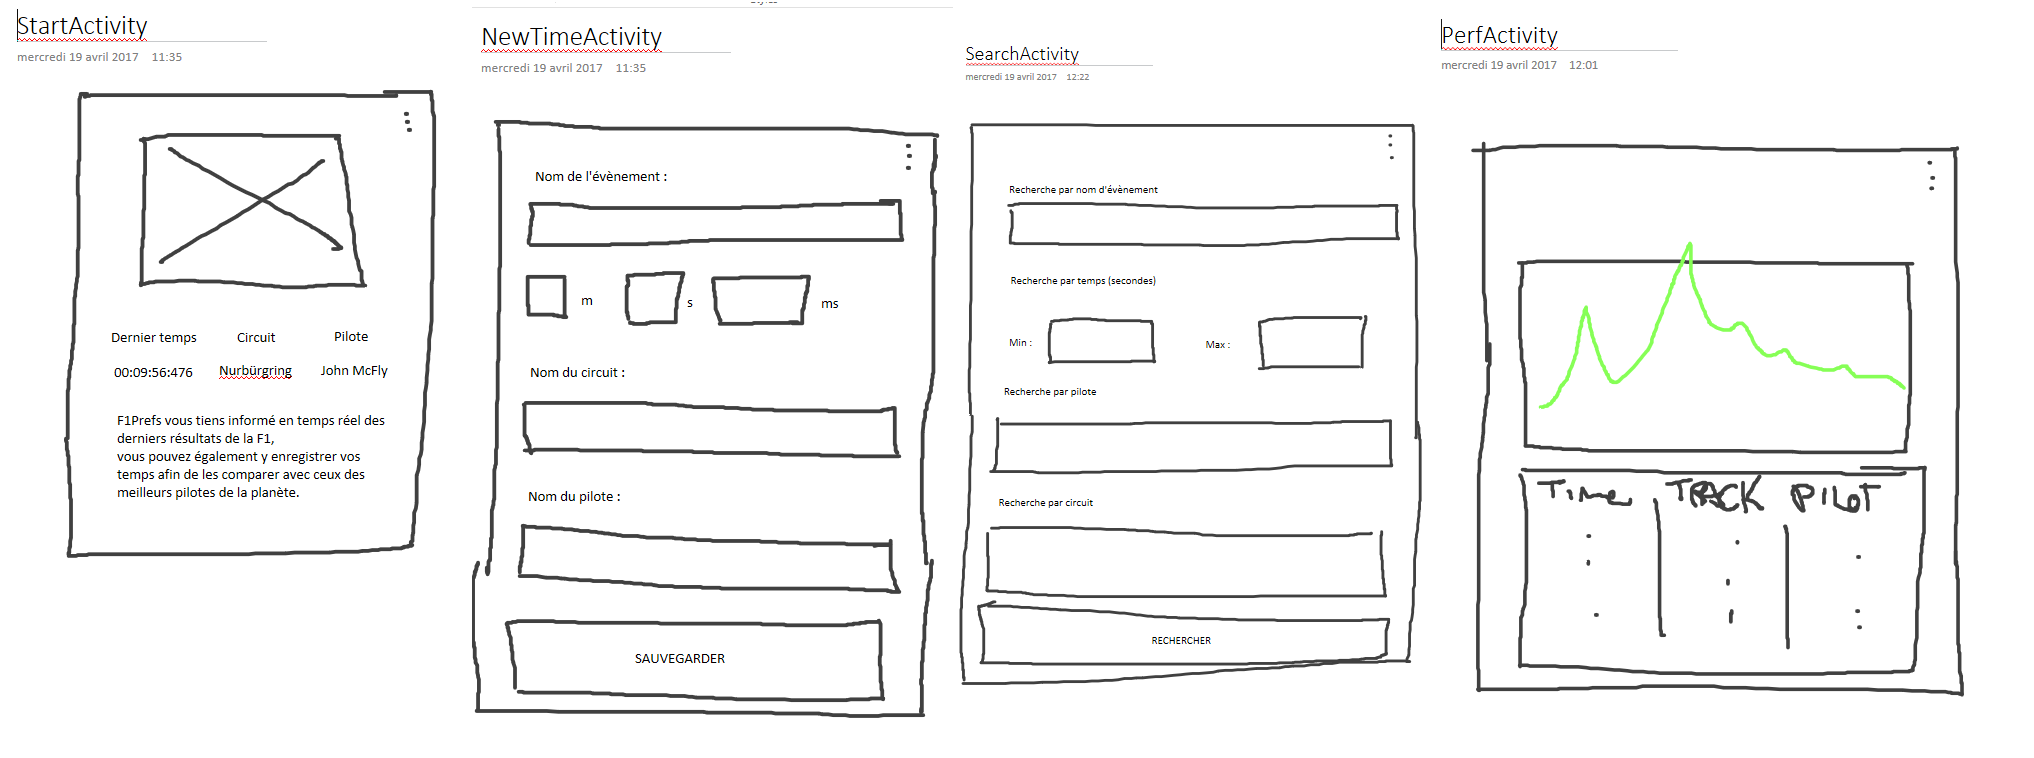 StartActivity
mercredi 19 avril 2017 11:35
Dernier temps Circuit Pilote
00:09:56:476 Nurbürgring John McFly
F1Prefs vous tiens informé en temps réel des
derniers résultats de la F1,
vous pouvez également y enregistrer vos
temps afin de les comparer avec ceux des
meilleurs pilotes de la planète.
NewTimeActivity
mercredi 19 avril 2017 11:35
Nom de l'évènement :
m s ms
Nom du circuit :
Nom du pilote :
SAUVEGARDER
SearchActivity
mercredi 19 avril 2017 12:22
Recherche par nom d'évènement
Recherche par temps (secondes)
Min : Max :
Recherche par pilote
Recherche par circuit
RECHERCHER
PerfActivity
mercredi 19 avril 2017 12:01
Time TRACK PILOT